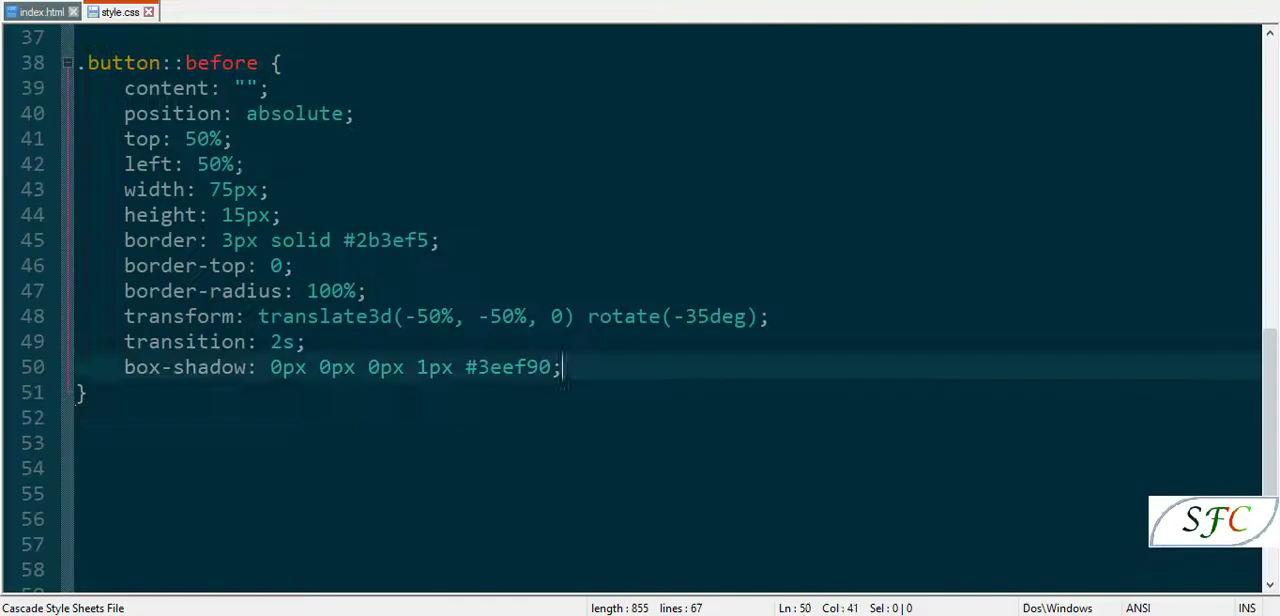 index.html style.css
37
38 .button::before {
39 content: "";
40 position: absolute;
41 top: 50%;
42 left: 50%;
43 width: 75px;
44 height: 15px;
45 border: 3px solid #2b3ef5;
46 border-top: 0;
47 border-radius: 100%;
48 transform: translate3d(-50%, -50%, 0) rotate(-35deg);
49 transition: 2s;
50 box-shadow: 0px 0px 0px 1px #3eef90;
51 }
52
53
54
55
56
57
58
SFC
Cascade Style Sheets File length : 855 lines : 67 Ln : 50 Col : 41 Sel : 0 | 0 Dos\Windows ANSI INS